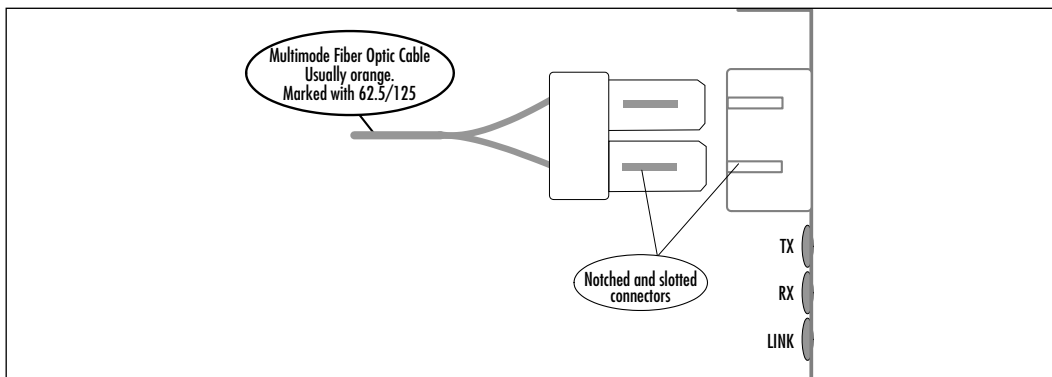 Multimode Fiber Optic Cable
Usually orange.
Marked with 62.5/125
Notched and slotted
connectors
TX
RX
LINK